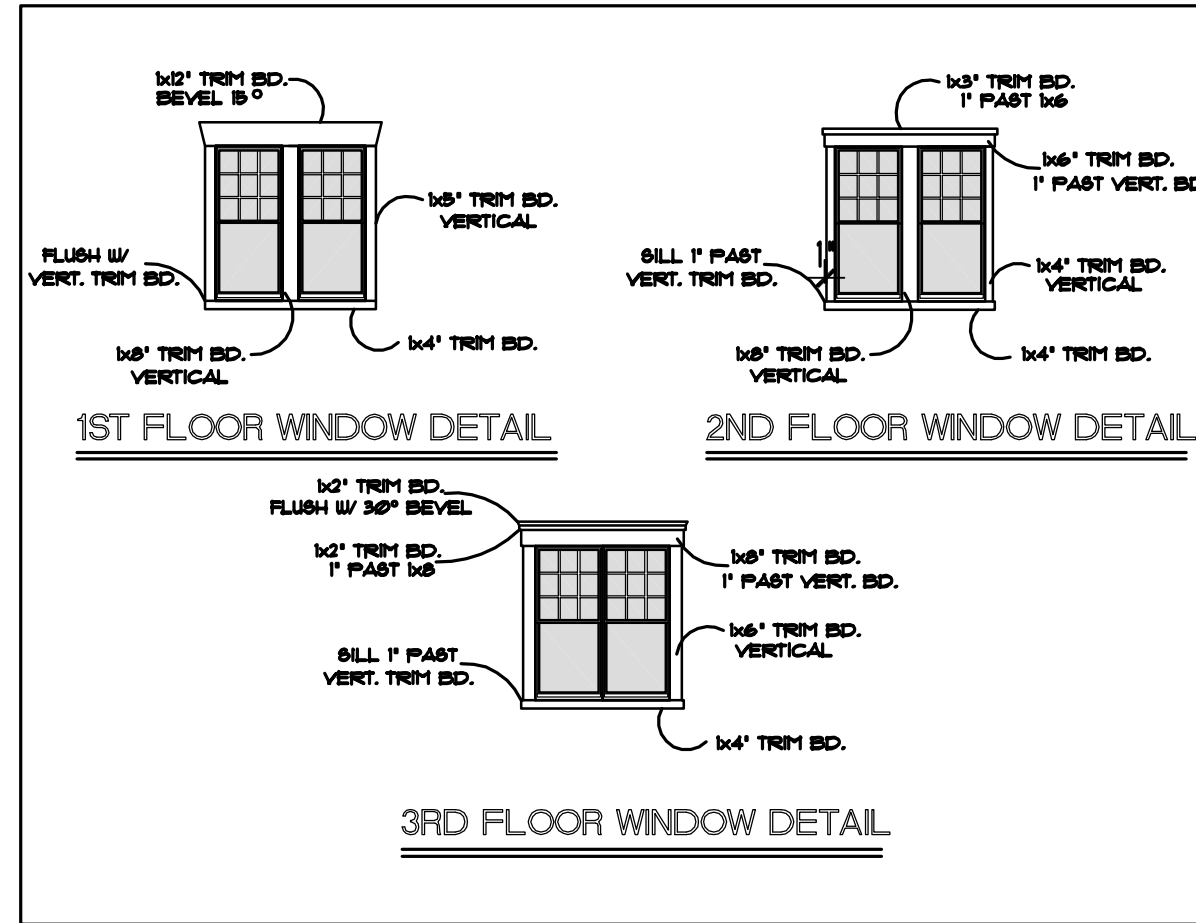 1x12" TRIM BD.
BEVEL 15°
1x5" TRIM BD.
VERTICAL
FLUSH W/
VERT. TRIM BD.
1x8" TRIM BD.
VERTICAL
1x4" TRIM BD.
1ST FLOOR WINDOW DETAIL
1x3" TRIM BD.
1" PAST 1x6
1x6" TRIM BD.
1" PAST VERT. BD
SILL 1" PAST
VERT. TRIM BD.
1"
1x4" TRIM BD.
VERTICAL
1x8" TRIM BD.
VERTICAL
1x4" TRIM BD.
2ND FLOOR WINDOW DETAIL
1x2" TRIM BD.
FLUSH W/ 30° BEVEL
1x2" TRIM BD.
1" PAST 1x8
1x8" TRIM BD.
1" PAST VERT. BD.
1x6" TRIM BD.
VERTICAL
SILL 1" PAST
VERT. TRIM BD.
1x4" TRIM BD.
3RD FLOOR WINDOW DETAIL